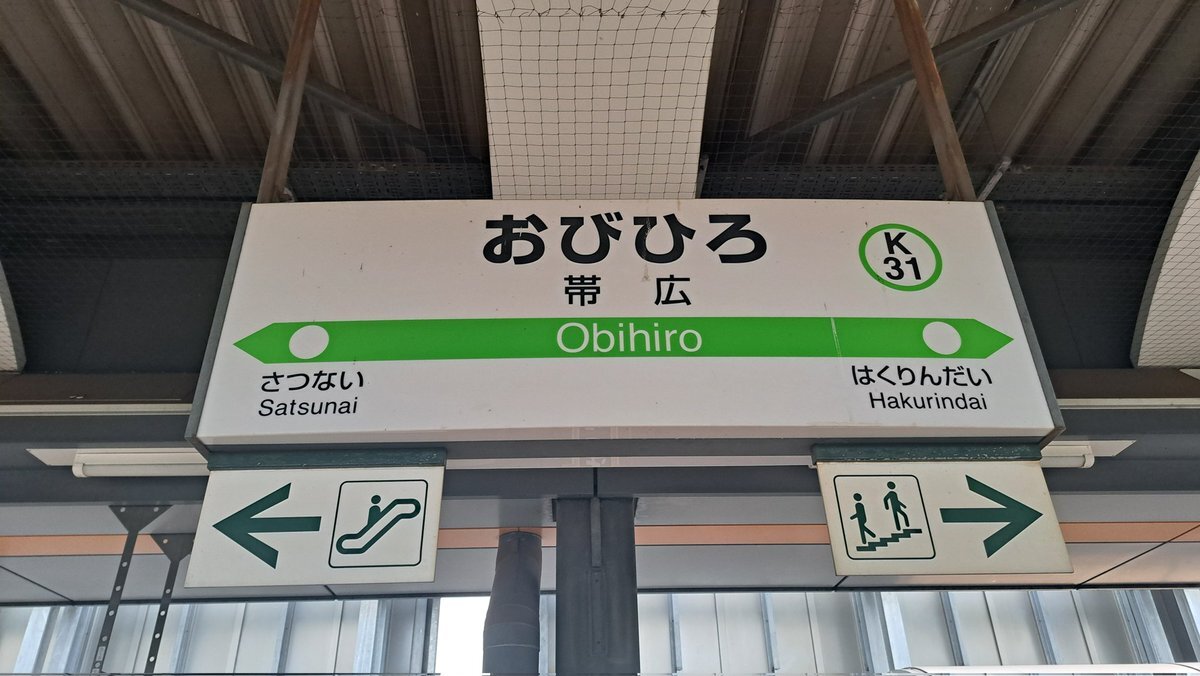 おびひろ
帯広
K
31
Obihiro
さつない
Satsunai
はくりんだい
Hakurindai